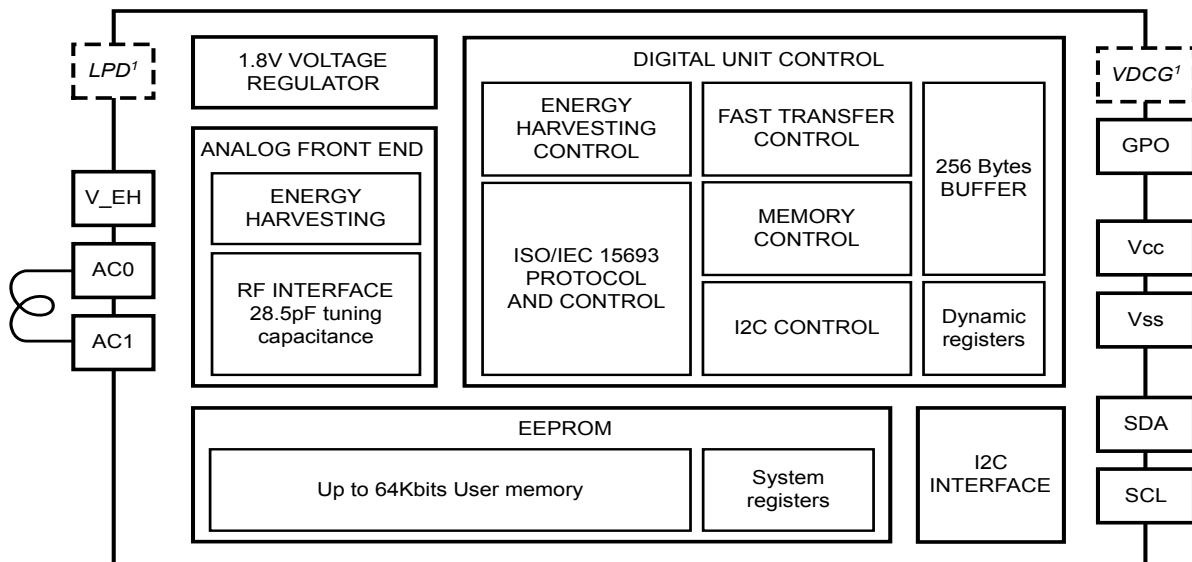 LPD¹
V_EH
AC0
AC1
1.8V VOLTAGE
REGULATOR
ANALOG FRONT END
ENERGY
HARVESTING
RF INTERFACE
28.5pF tuning
capacitance
DIGITAL UNIT CONTROL
ENERGY
HARVESTING
CONTROL
FAST TRANSFER
CONTROL
256 Bytes
BUFFER
ISO/IEC 15693
PROTOCOL
AND CONTROL
MEMORY
CONTROL
I2C CONTROL
Dynamic
registers
EEPROM
Up to 64Kbits User memory
System
registers
I2C
INTERFACE
VDCG¹
GPO
Vcc
Vss
SDA
SCL